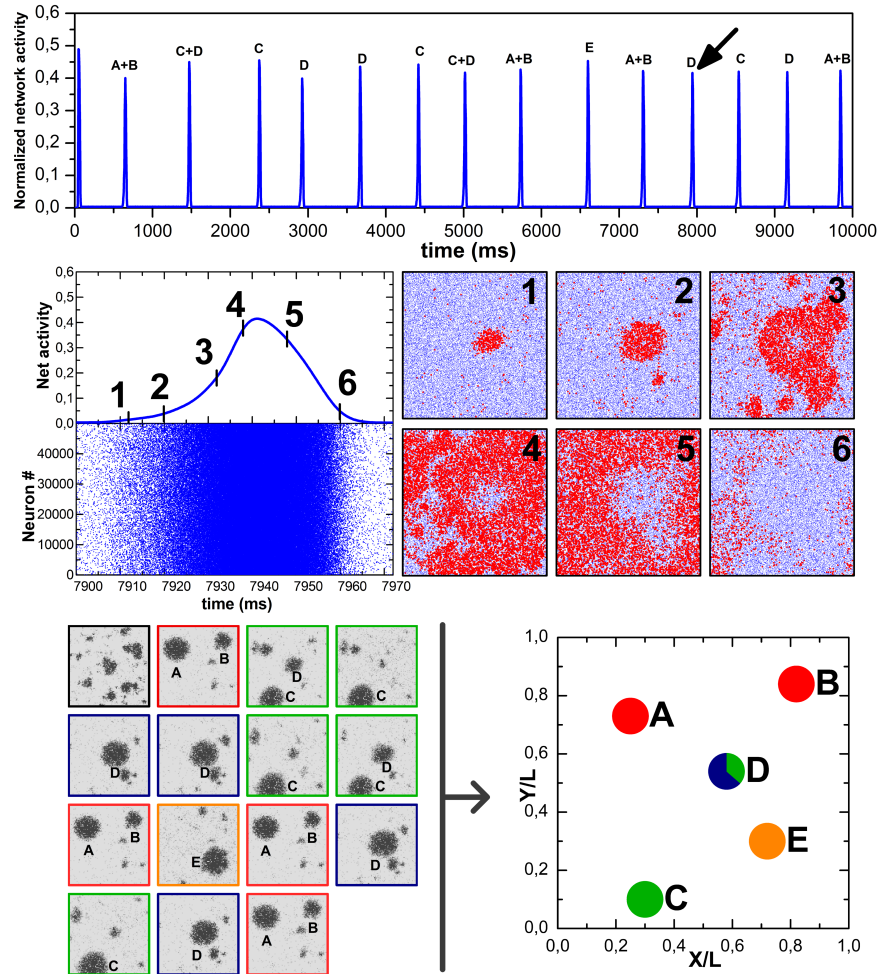 0,6
0,5
0,4
0,3
0,2
0,1
0,0
Normalized network activity
A+B
C+D
C
D
D
C
C+D
A+B
E
A+B
D
C
D
A+B
0 1000 2000 3000 4000 5000 6000 7000 8000 9000 10000
time (ms)
0,6
0,5
0,4
0,3
0,2
0,1
0,0
Net activity
1 2 3 4 5 6
40000
30000
20000
10000
0
Neuron #
7900 7910 7920 7930 7940 7950 7960 7970
time (ms)
1 2 3
4 5 6
A B
D C
C
D
D
C
D C
A B
E
A B
D
C
D
A B
1,0
0,8
0,6
0,4
0,2
0,0
Y/L
A
B
D
E
C
0,0 0,2 0,4 0,6 0,8 1,0
X/L